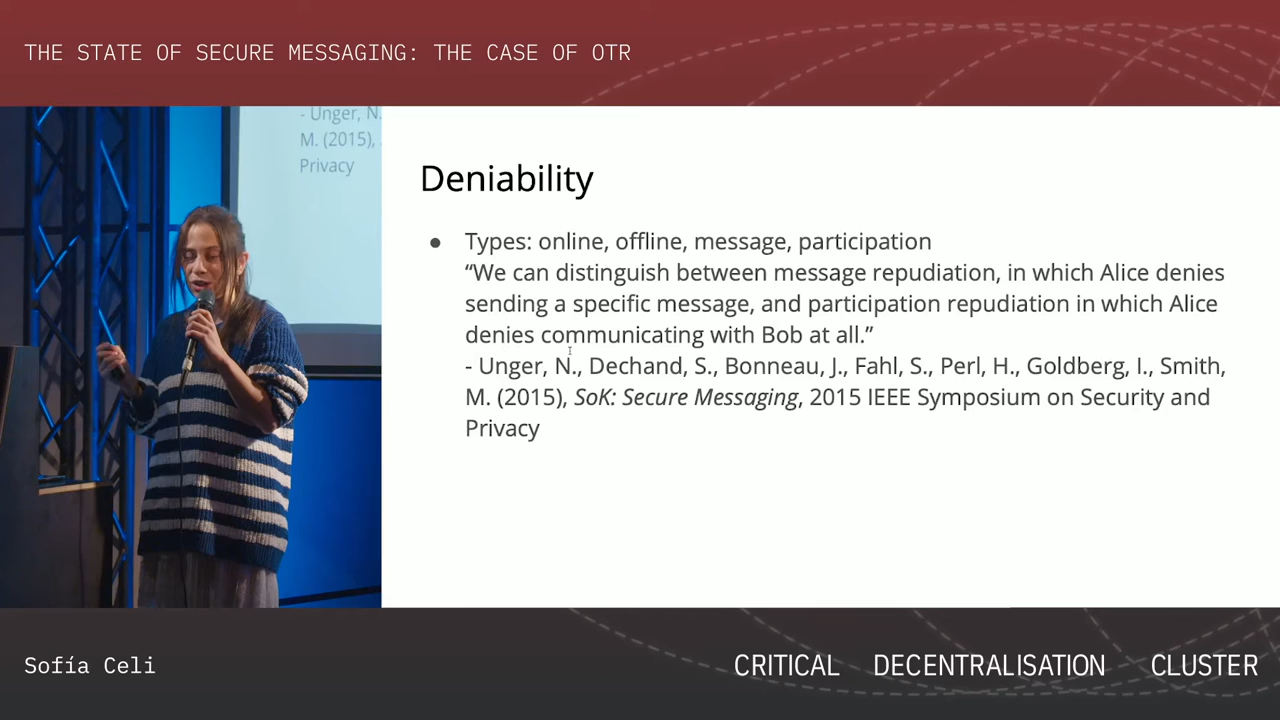 THE STATE OF SECURE MESSAGING: THE CASE OF OTR
- Unger, N.
M. (2015),
Privacy
Deniability
● Types: online, offline, message, participation
“We can distinguish between message repudiation, in which Alice denies
sending a specific message, and participation repudiation in which Alice
denies communicating with Bob at all.”
- Unger, N., Dechand, S., Bonneau, J., Fahl, S., Perl, H., Goldberg, I., Smith,
M. (2015), SoK: Secure Messaging, 2015 IEEE Symposium on Security and
Privacy
Sofía Celi
CRITICAL DECENTRALISATION CLUSTER